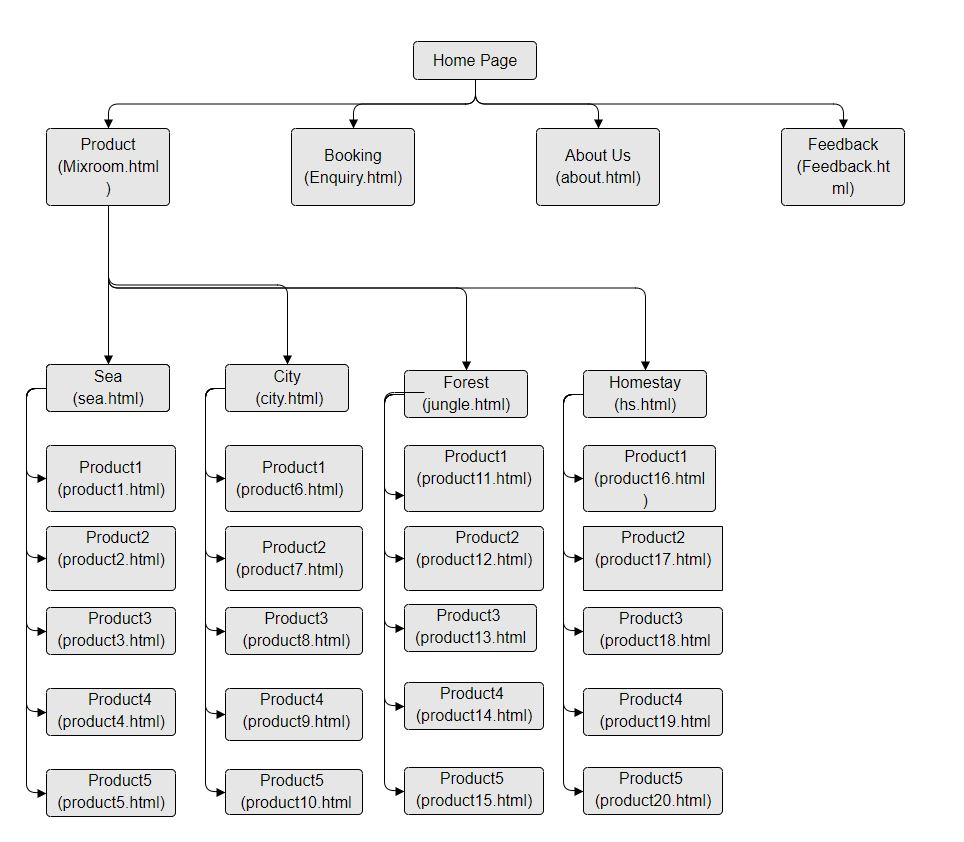 Home Page
Product
(Mixroom.html
)
Booking
(Enquiry.html)
About Us
(about.html)
Feedback
(Feedback.ht
ml)
Sea
(sea.html)
City
(city.html)
Forest
(jungle.html)
Homestay
(hs.html)
Product1
(product1.html)
Product1
(product6.html)
Product1
(product11.html)
Product1
(product16.html
)
Product2
(product2.html)
Product2
(product7.html)
Product2
(product12.html)
Product2
(product17.html)
Product3
(product3.html)
Product3
(product8.html)
Product3
(product13.html
Product3
(product18.html
Product4
(product4.html)
Product4
(product9.html)
Product4
(product14.html)
Product4
(product19.html
Product5
(product5.html)
Product5
(product10.html
Product5
(product15.html)
Product5
(product20.html)